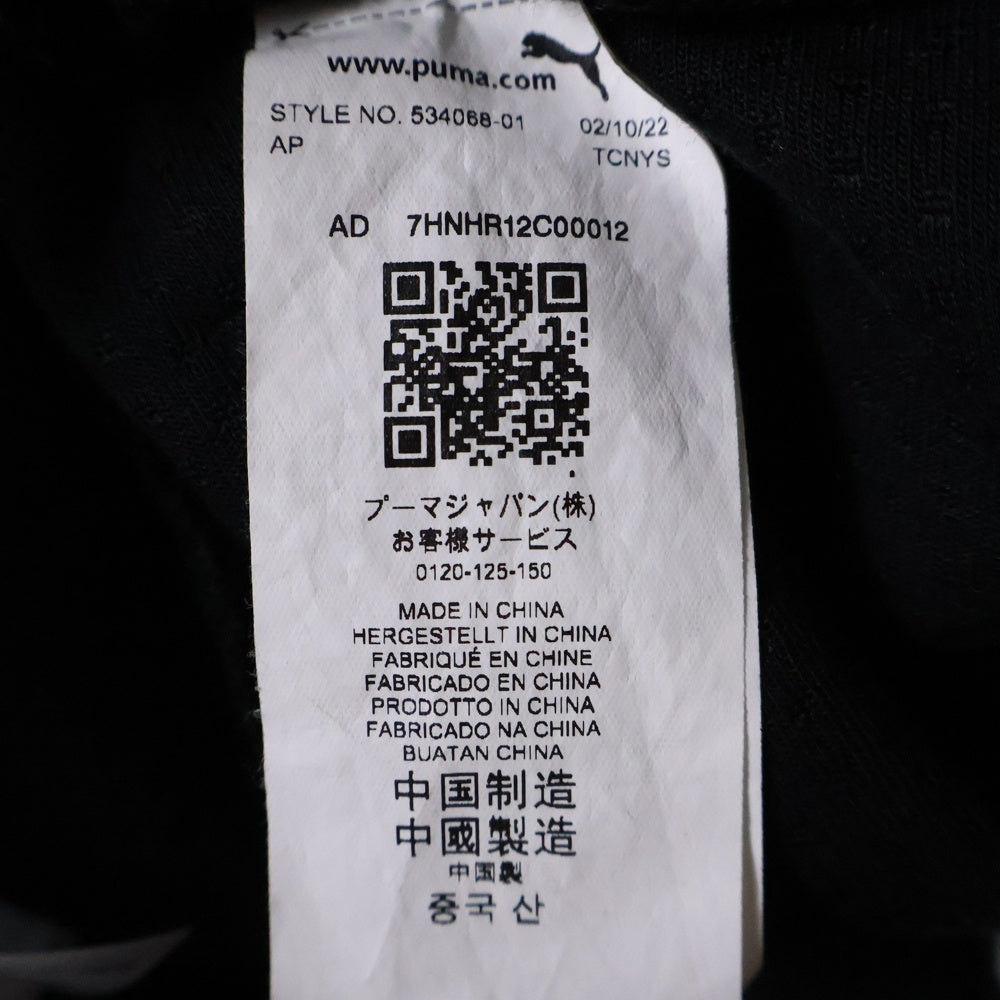 www.puma.com
STYLE NO. 534068-01 02/10/22
AP TCNYS
AD 7HNHR12C00012
プーマジャパン(株)
お客様サービス
0120-125-150
MADE IN CHINA
HERGESTELLT IN CHINA
FABRIQUÉ EN CHINE
FABRICADO EN CHINA
PRODOTTO IN CHINA
FABRICADO NA CHINA
BUATAN CHINA
中国制造
中國製造
中国製
중국 산